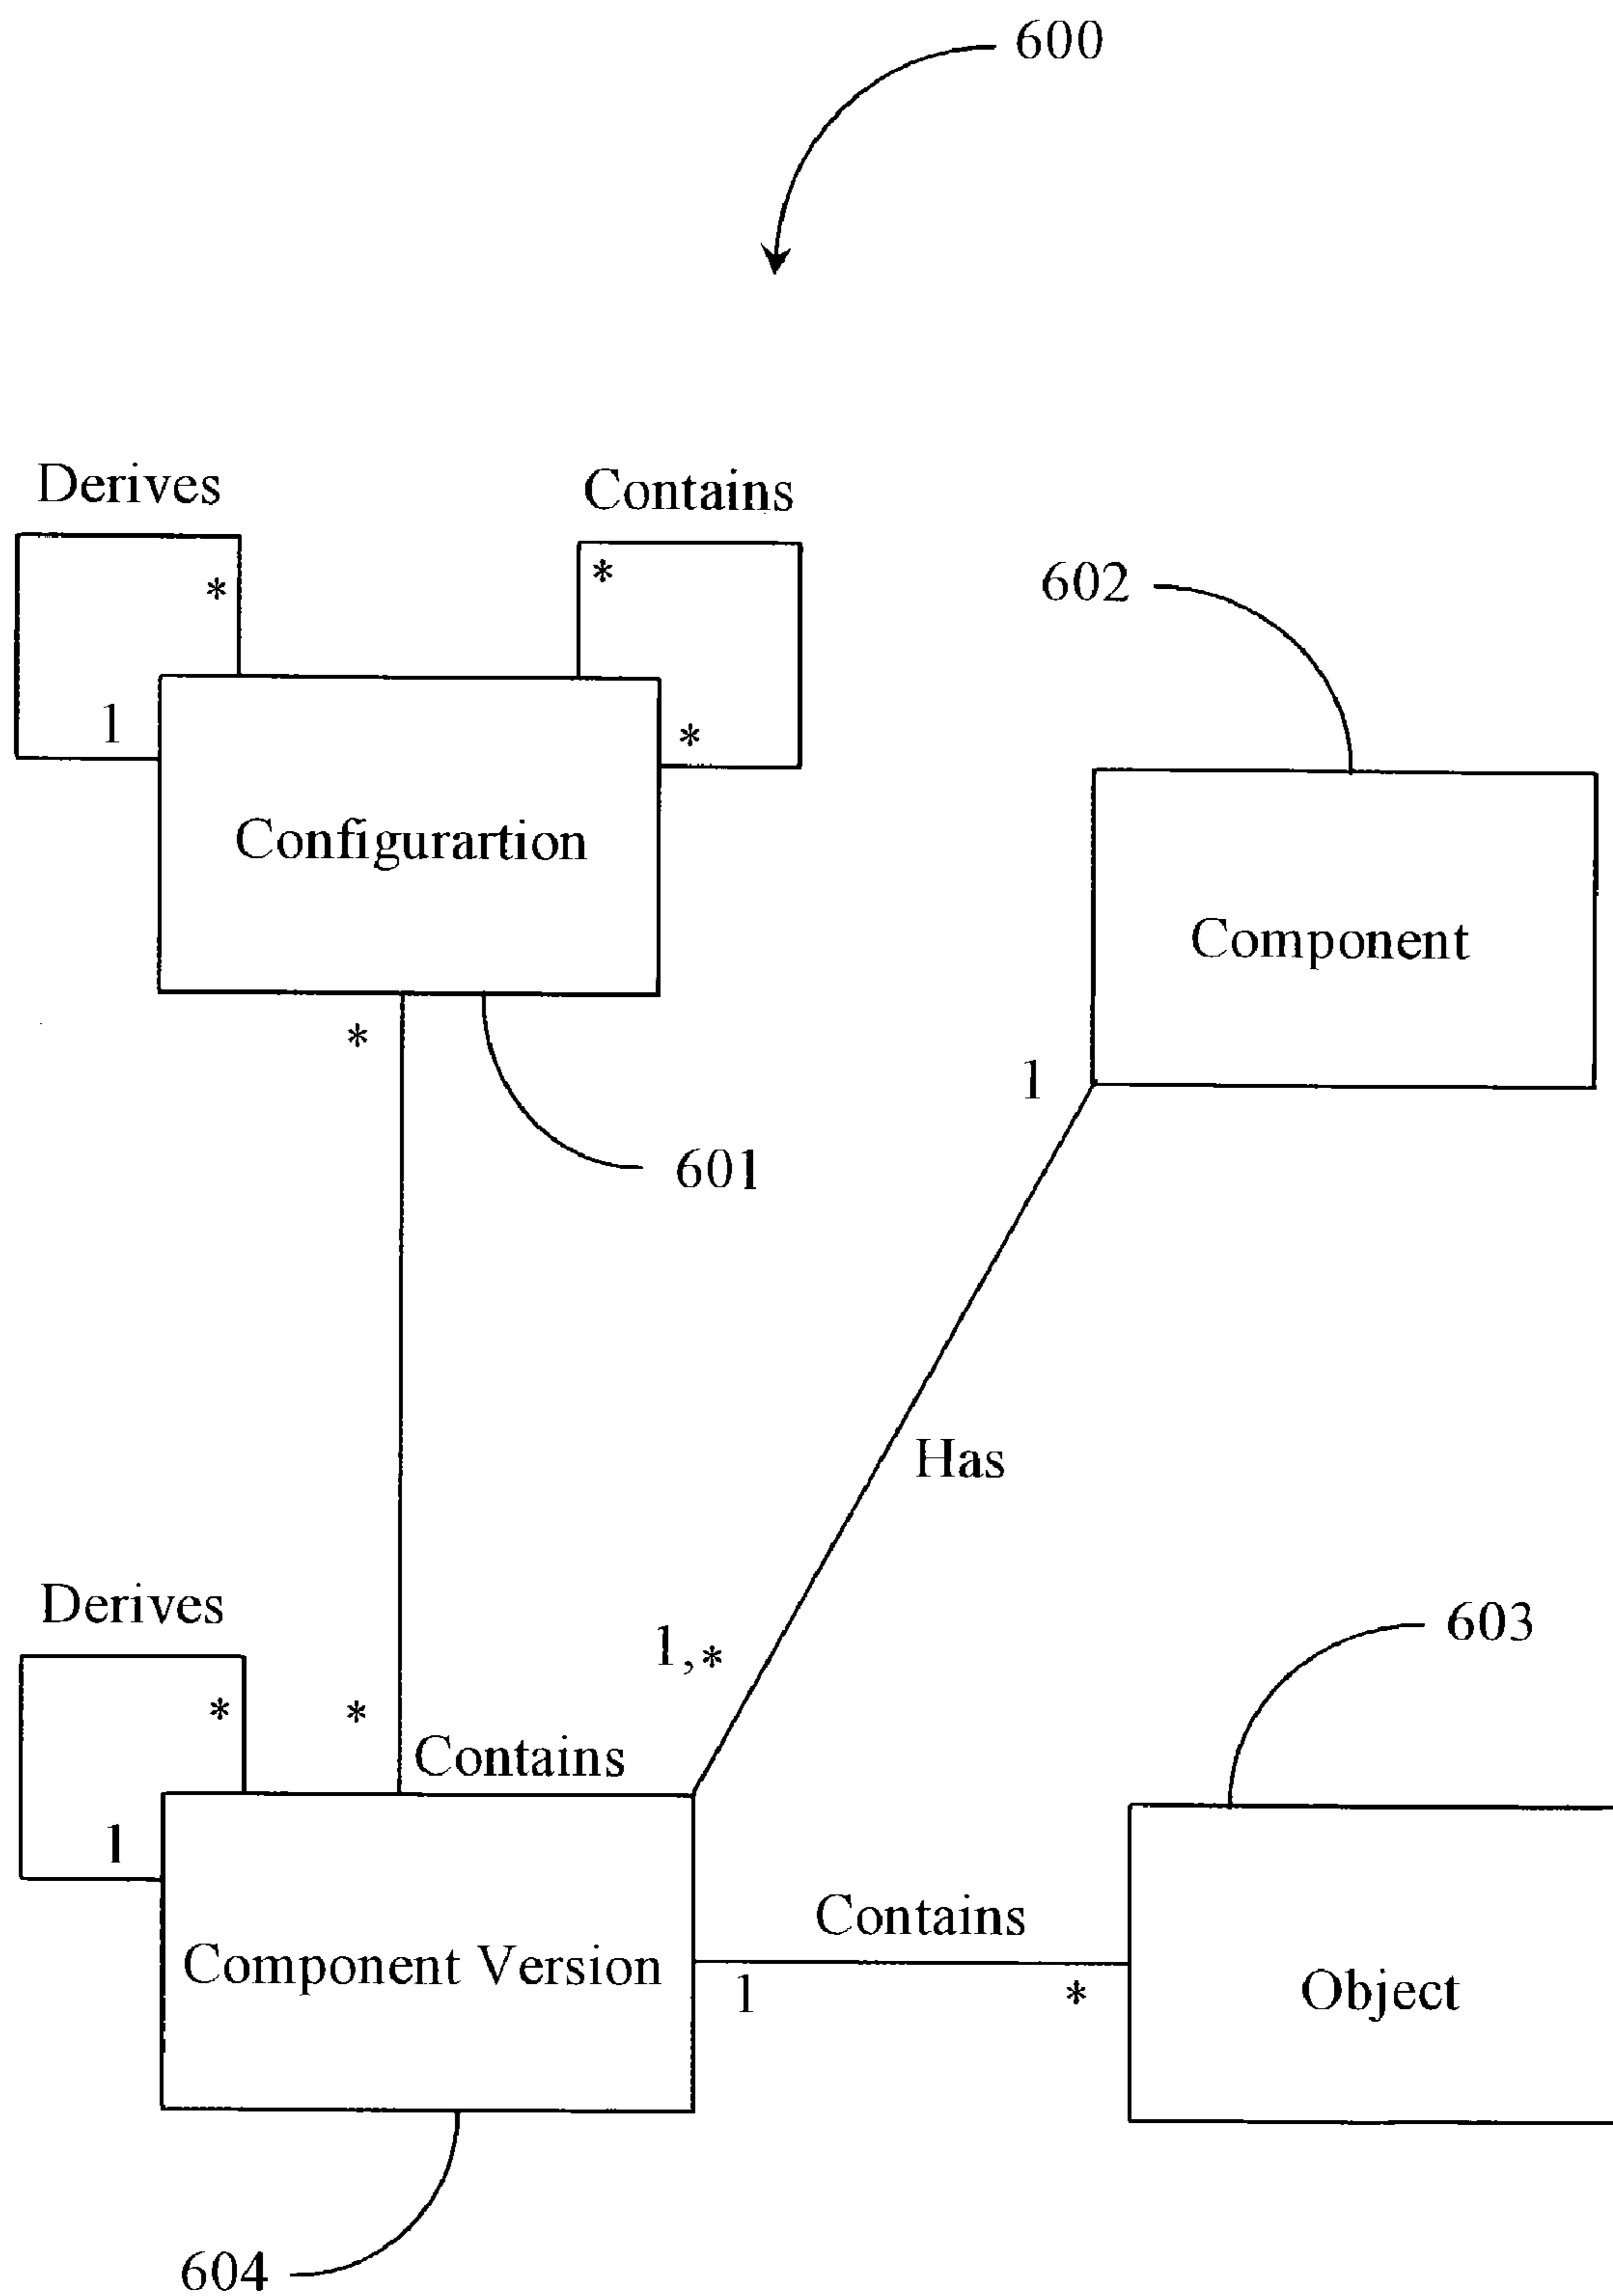 600
Derives
Contains
*
*
602
1
*
Configurartion
Component
*
1
601
Has
Derives
603
1,*
*
*
Contains
1
Contains
Component Version
1
*
Object
604